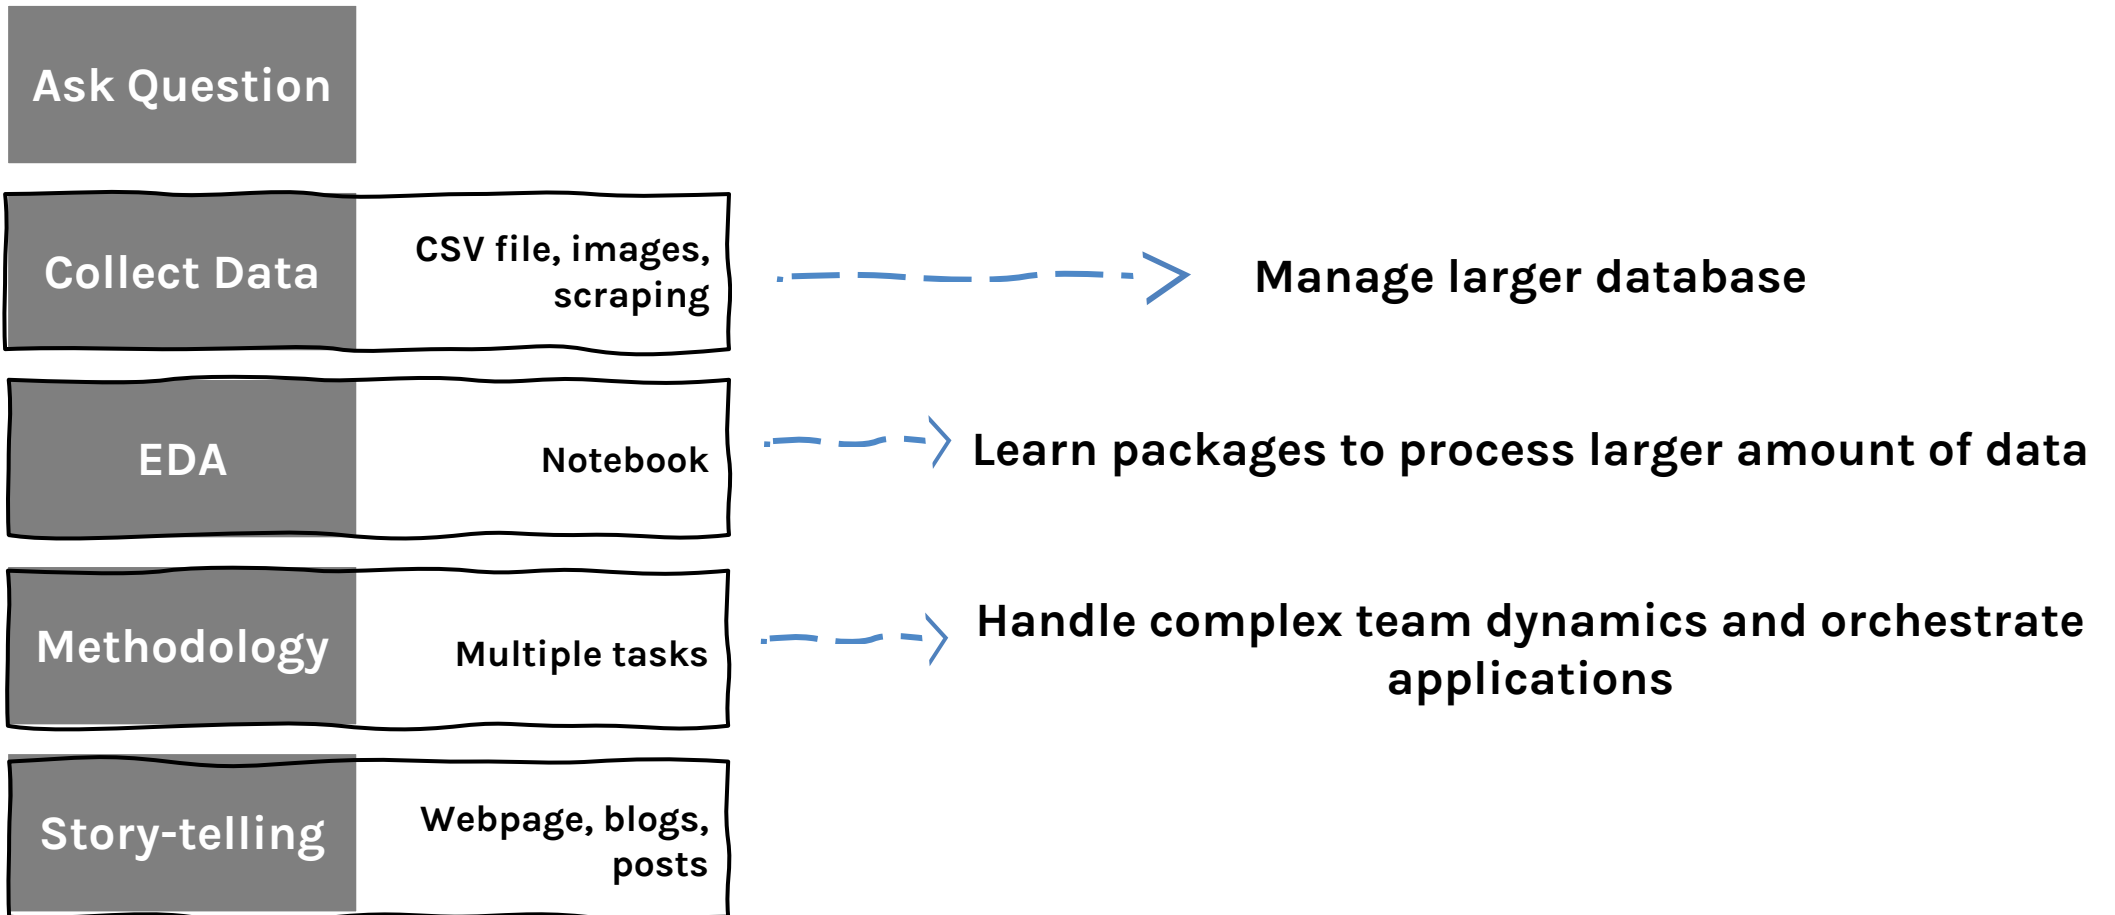 Ask Question
Collect Data
CSV file, images,
scraping
Manage larger database
EDA
Notebook
Learn packages to process larger amount of data
Methodology
Multiple tasks
Handle complex team dynamics and orchestrate
applications
Story-telling
Webpage, blogs,
posts